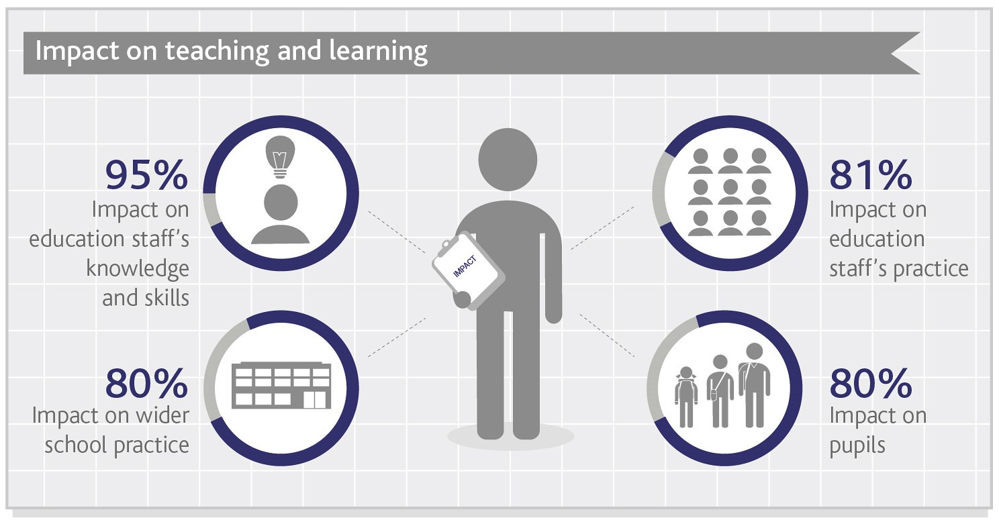 Impact on teaching and learning
95%
Impact on
education staff's
knowledge
and skills
81%
Impact on
education
staff's practice
IMPACT
80%
Impact on wider
school practice
80%
Impact on
pupils